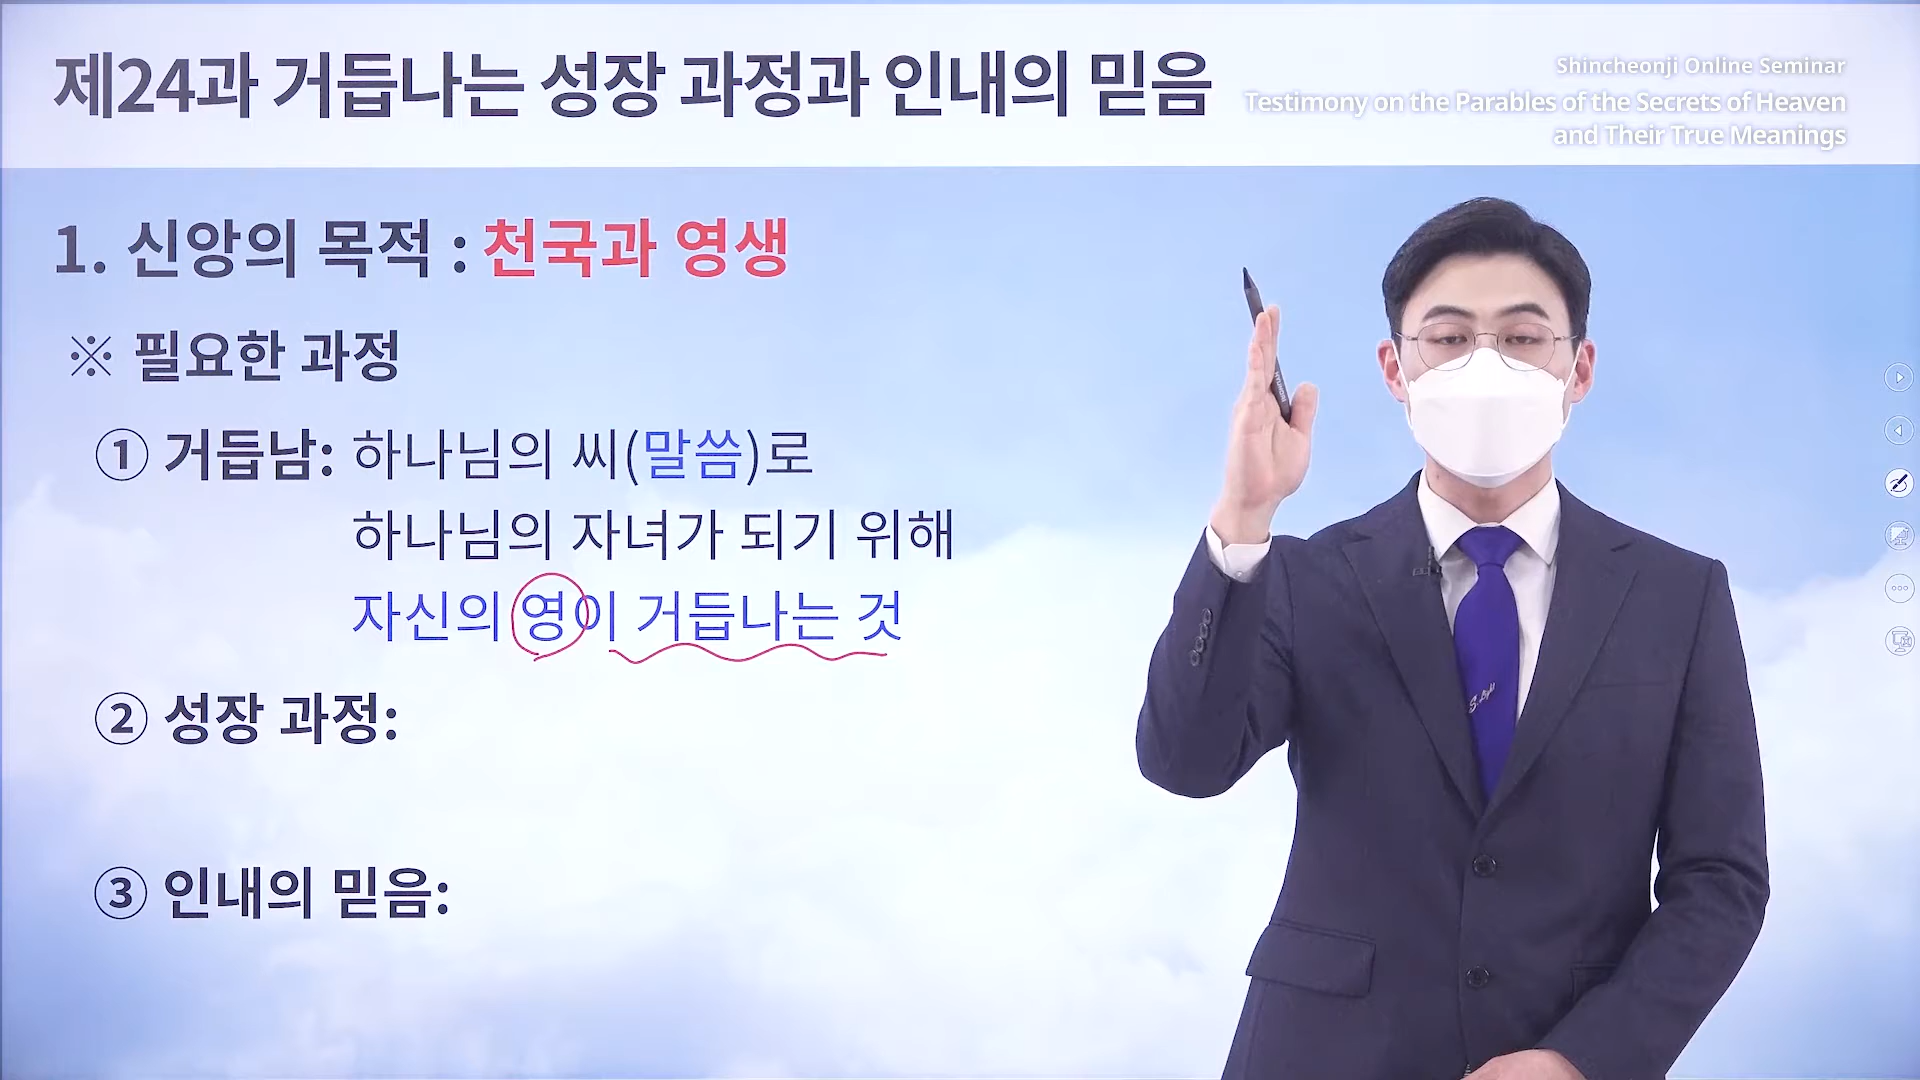 제24과 거듭나는 성장 과정과 인내의 믿음
Shincheonji Online Seminar
Testimony on the Parables of the Secrets of Heaven
and Their True Meanings
1. 신앙의 목적 : 천국과 영생
※ 필요한 과정
① 거듭남: 하나님의 씨(말씀)로
하나님의 자녀가 되기 위해
자신의 영이 거듭나는 것
② 성장 과정:
③ 인내의 믿음: